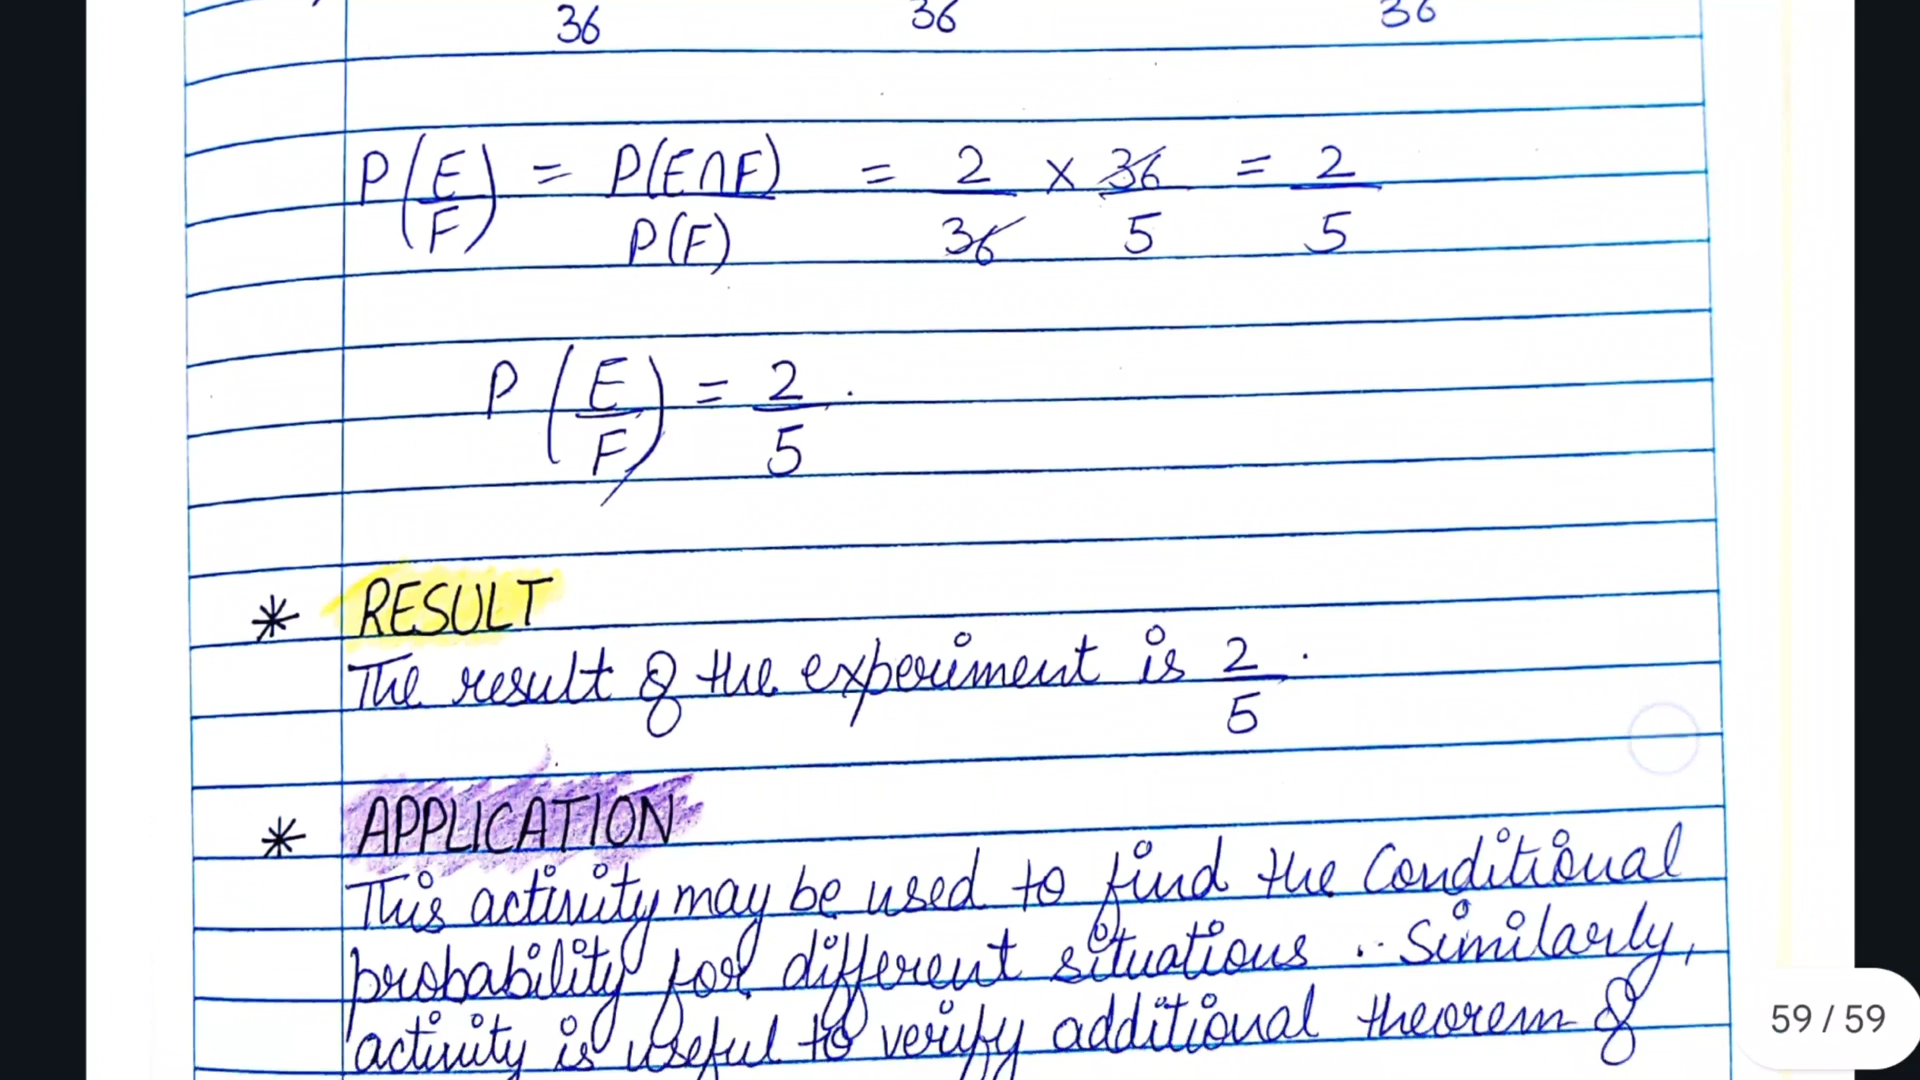 36 36 36
P(E/F) = P(E∩F)/P(F) = 2/36 × 36/5 = 2/5
P(E/F) = 2/5 .
* RESULT
The result of the experiment is 2/5 .
* APPLICATION
This activity may be used to find the Conditional
probability for different situations . Similarly,
activity is useful to verify additional theorem of
59 / 59